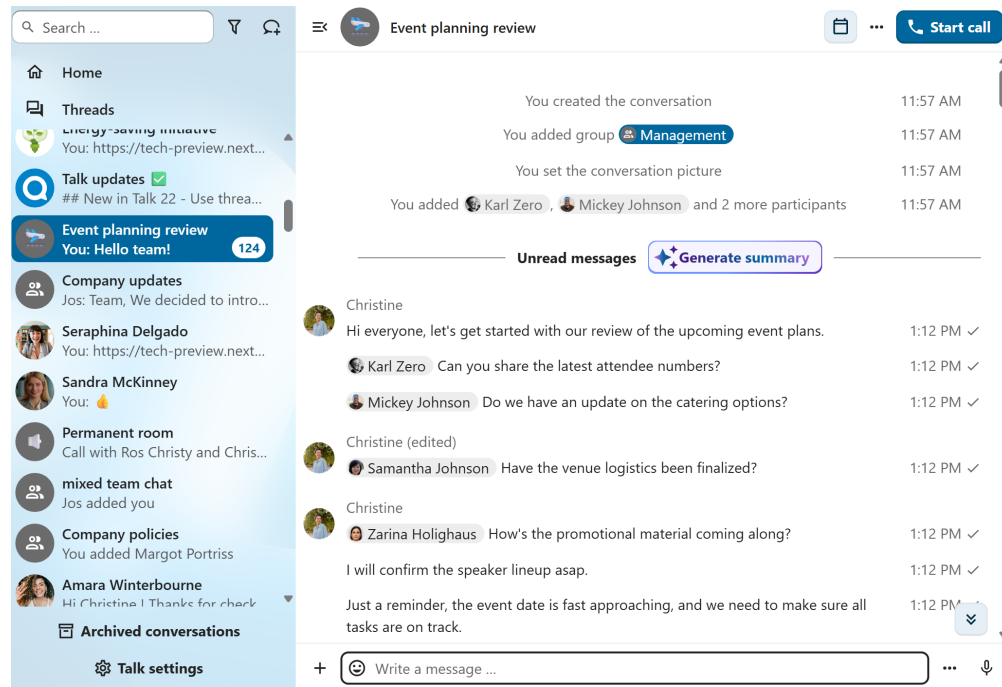 Search ...
Home
Threads
Energy-saving initiative
You: https://tech-preview.next...
Talk updates ✅
## New in Talk 22 - Use threa...
Event planning review
You: Hello team!
124
Company updates
Jos: Team, We decided to intro...
Seraphina Delgado
You: https://tech-preview.next...
Sandra McKinney
You: 👍
Permanent room
Call with Ros Christy and Chris...
mixed team chat
Jos added you
Company policies
You added Margot Portriss
Amara Winterbourne
Hi Christine ! Thanks for check
Archived conversations
Talk settings
Event planning review
Start call
You created the conversation 11:57 AM
You added group Management 11:57 AM
You set the conversation picture 11:57 AM
You added Karl Zero , Mickey Johnson and 2 more participants 11:57 AM
Unread messages Generate summary
Christine
Hi everyone, let's get started with our review of the upcoming event plans. 1:12 PM
Karl Zero Can you share the latest attendee numbers? 1:12 PM
Mickey Johnson Do we have an update on the catering options? 1:12 PM
Christine (edited)
Samantha Johnson Have the venue logistics been finalized? 1:12 PM
Christine
Zarina Holighaus How's the promotional material coming along? 1:12 PM
I will confirm the speaker lineup asap. 1:12 PM
Just a reminder, the event date is fast approaching, and we need to make sure all 1:12 PM
tasks are on track.
Write a message ...